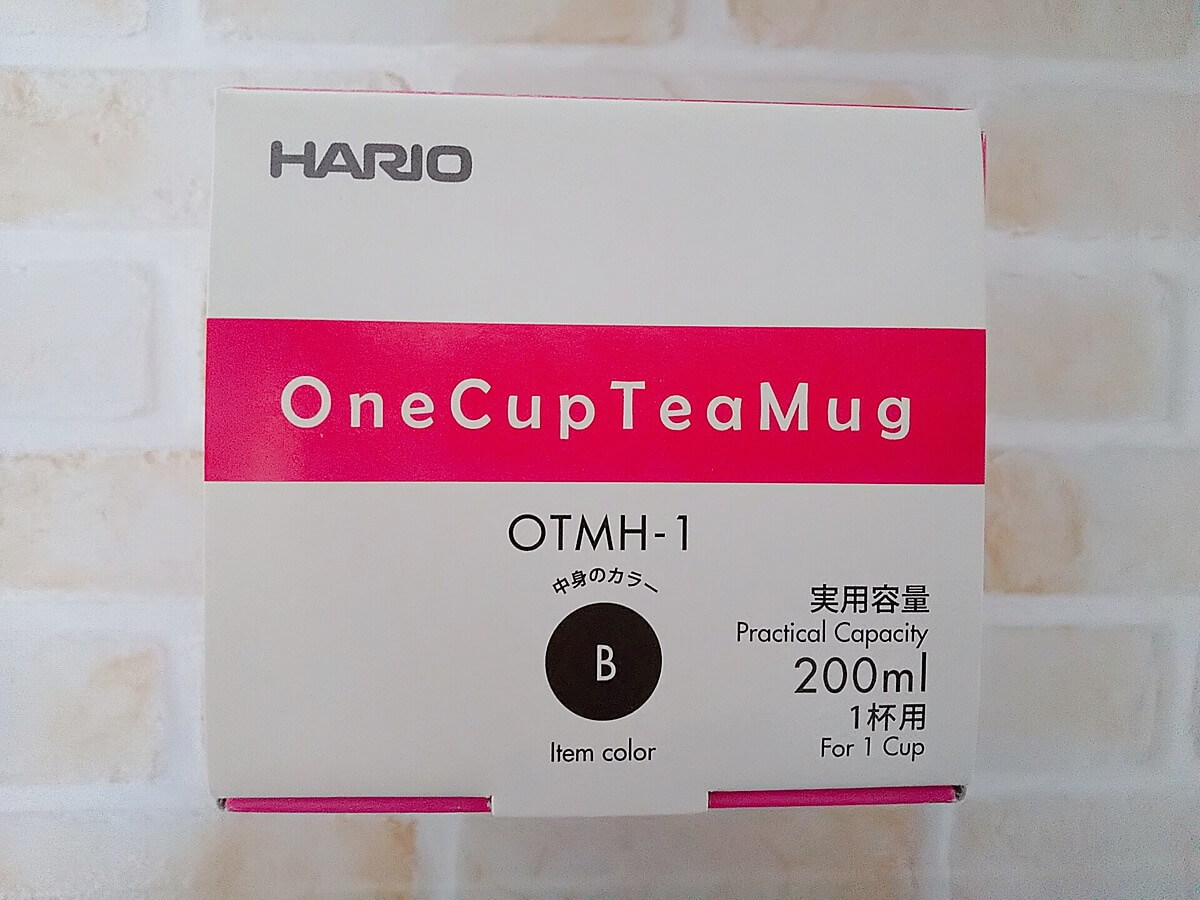 HARIO
OneCupTeaMug
OTMH-1
中身のカラー
B
Item color
実用容量
Practical Capacity
200ml
1杯用
For 1 Cup